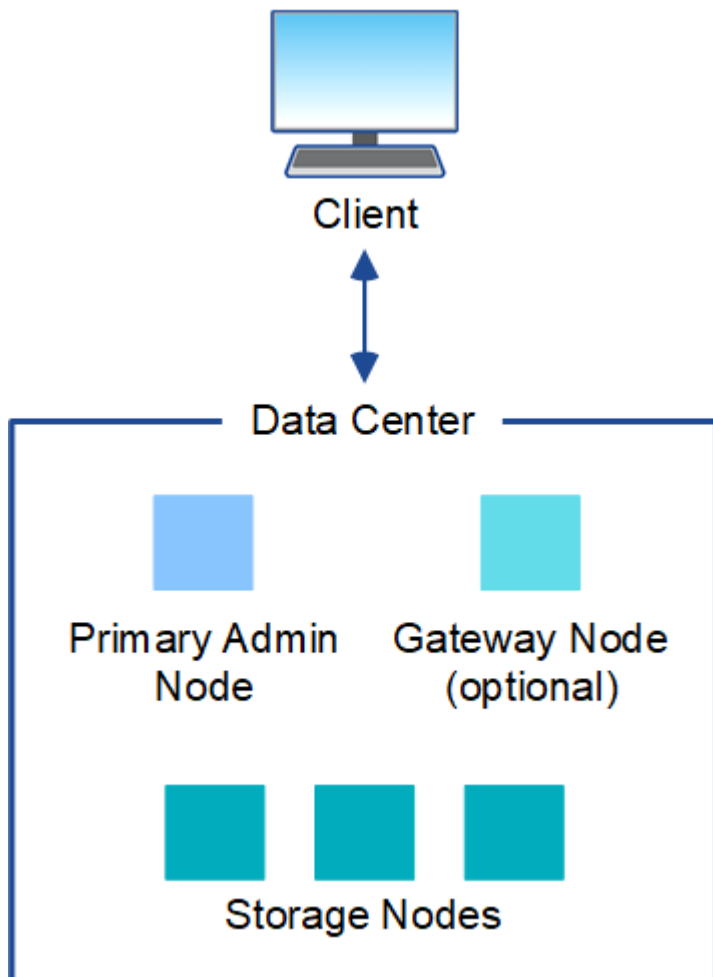 Client
Data Center
Primary Admin
Node
Gateway Node
(optional)
Storage Nodes